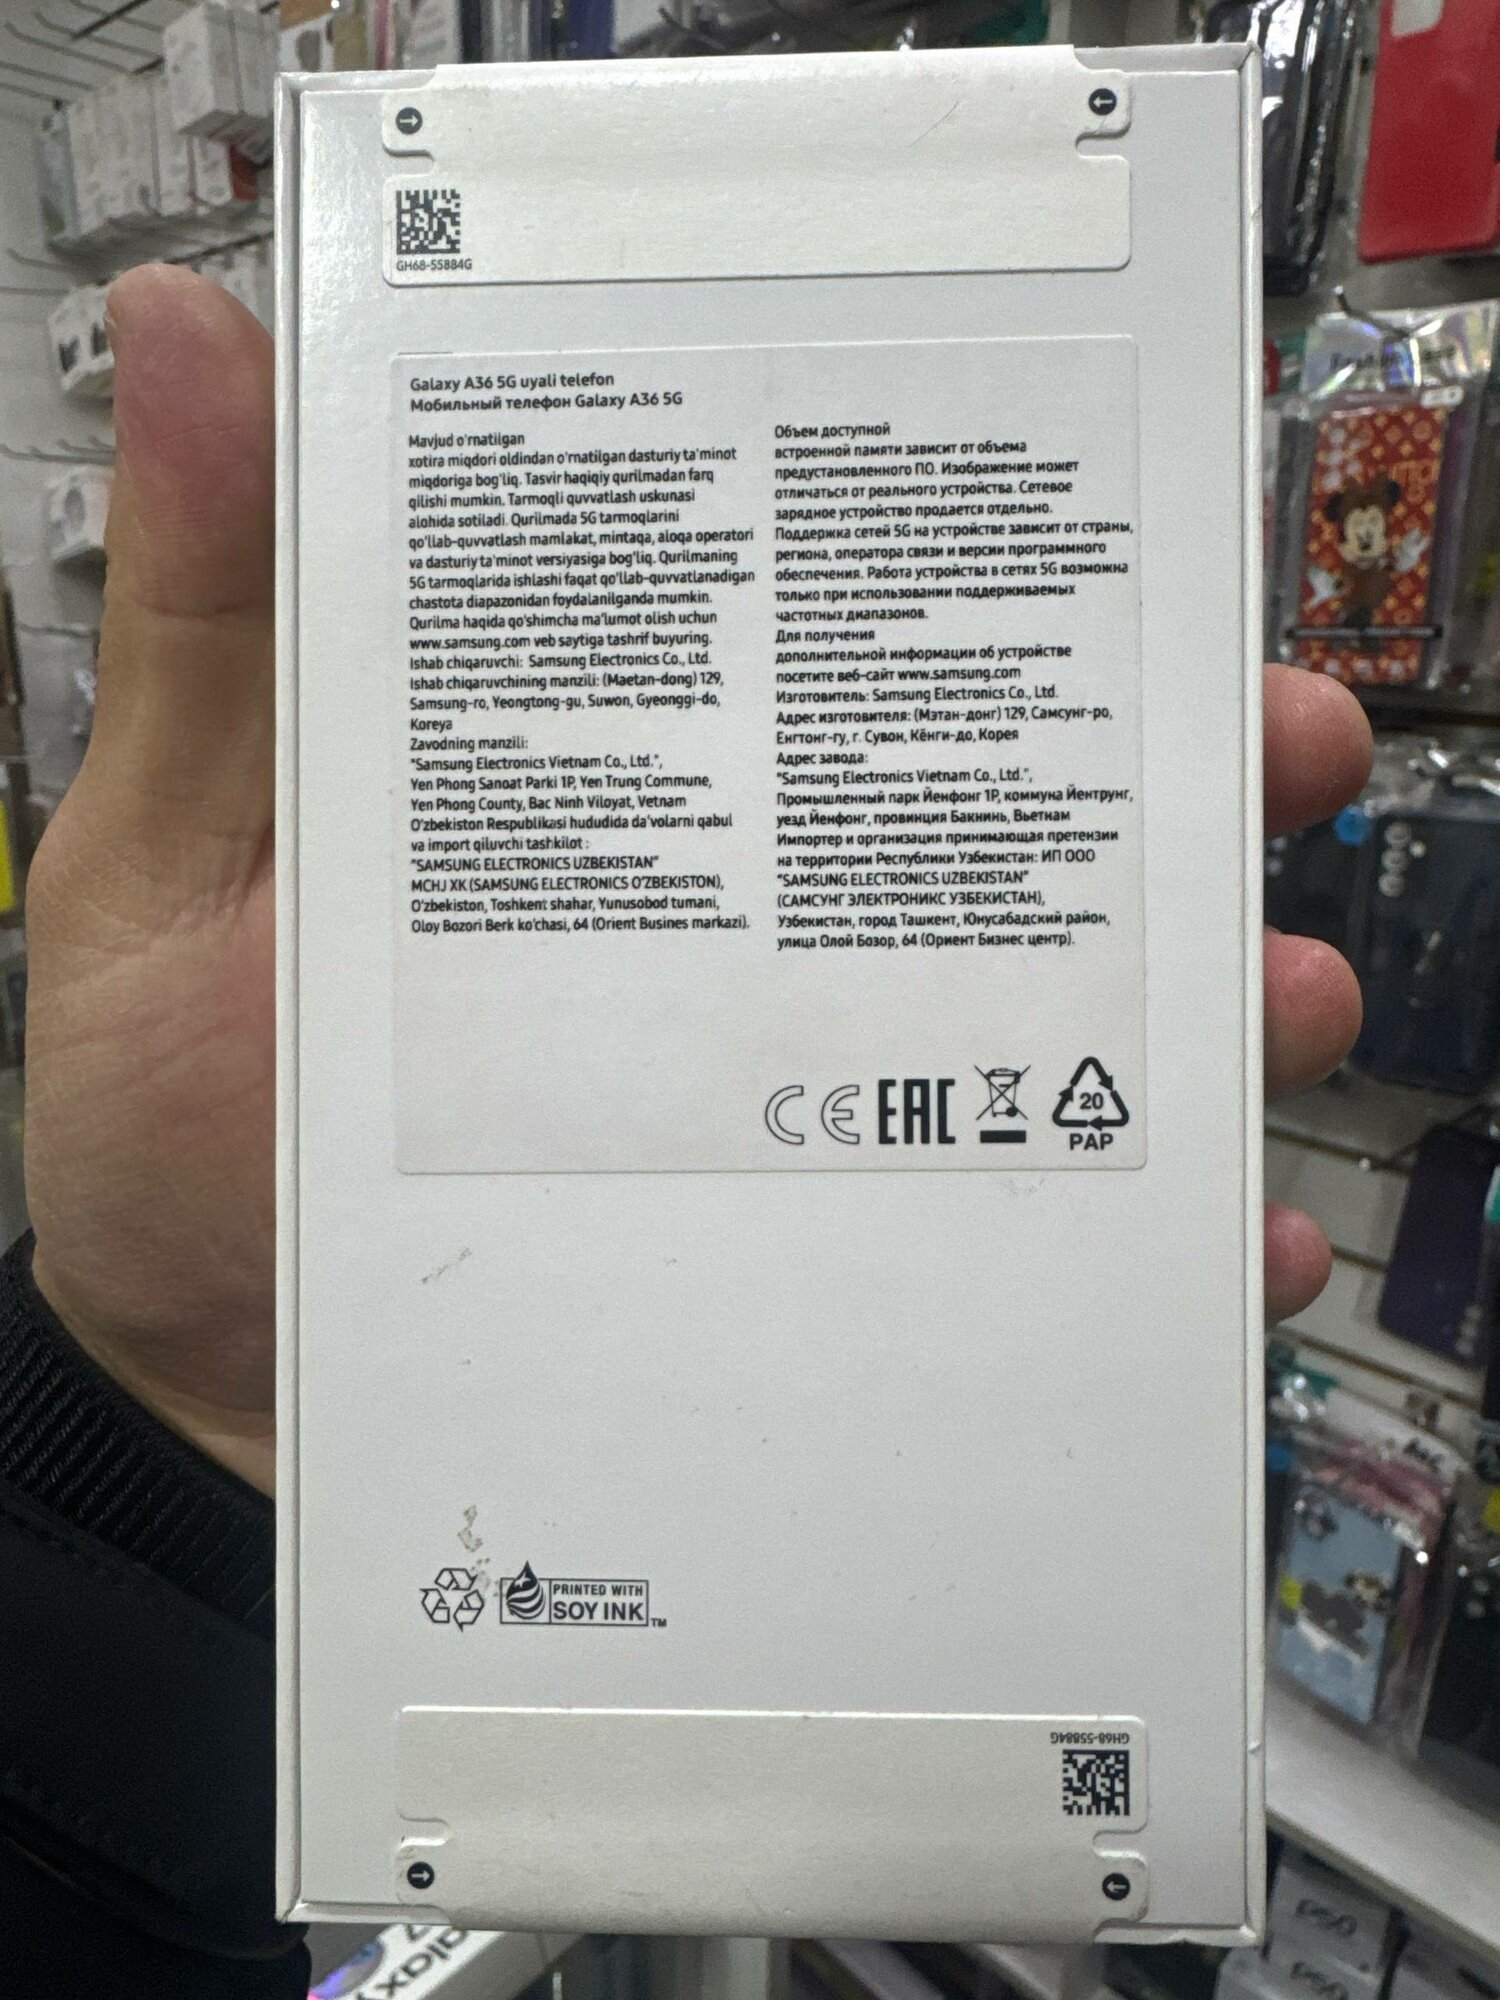 GH68-55884G
Galaxy A36 5G uyali telefon
Мобильный телефон Galaxy A36 5G
Mavjud o'rnatilgan
xotira miqdori oldindan o'rnatilgan dasturiy ta'minot
miqdoriga bog'liq. Tasvir haqiqiy qurilmadan farq
qilishi mumkin. Tarmoqli quvvatlash uskunasi
alohida sotiladi. Qurilmada 5G tarmoqlarini
qo'llab-quvvatlash mamlakat, mintaqa, aloqa operatori
va dasturiy ta'minot versiyasiga bog'liq. Qurilmaning
5G tarmoqlarida ishlashi faqat qo'llab-quvvatlanadigan
chastota diapazonidan foydalanilganda mumkin.
Qurilma haqida qo'shimcha ma'lumot olish uchun
www.samsung.com veb saytiga tashrif buyuring.
Ishab chiqaruvchi: Samsung Electronics Co., Ltd.
Ishab chiqaruvchining manzili: (Maetan-dong) 129,
Samsung-ro, Yeongtong-gu, Suwon, Gyeonggi-do,
Koreya
Zavodning manzili:
"Samsung Electronics Vietnam Co., Ltd.",
Yen Phong Sanoat Parki 1P, Yen Trung Commune,
Yen Phong County, Bac Ninh Viloyat, Vetnam
O'zbekiston Respublikasi hududida da'volarni qabul
va import qiluvchi tashkilot :
"SAMSUNG ELECTRONICS UZBEKISTAN"
MCHJ XK (SAMSUNG ELECTRONICS O'ZBEKISTON),
O'zbekiston, Toshkent shahar, Yunusobod tumani,
Oloy Bozori Berk ko'chasi, 64 (Orient Busines markazi).
Объем доступной
встроенной памяти зависит от объема
предустановленного ПО. Изображение может
отличаться от реального устройства. Сетевое
зарядное устройство продается отдельно.
Поддержка сетей 5G на устройстве зависит от страны,
региона, оператора связи и версии программного
обеспечения. Работа устройства в сетях 5G возможна
только при использовании поддерживаемых
частотных диапазонов.
Для получения
дополнительной информации об устройстве
посетите веб-сайт www.samsung.com
Изготовитель: Samsung Electronics Co., Ltd.
Адрес изготовителя: (Мэтан-донг) 129, Самсунг-ро,
Енгтонг-гу, г. Сувон, Кёнги-до, Корея
Адрес завода:
"Samsung Electronics Vietnam Co., Ltd.",
Промышленный парк Йенфонг 1P, коммуна Йентрунг,
уезд Йенфонг, провинция Бакнинь, Вьетнам
Импортер и организация принимающая претензии
на территории Республики Узбекистан: ИП ООО
"SAMSUNG ELECTRONICS UZBEKISTAN"
(САМСУНГ ЭЛЕКТРОНИКС УЗБЕКИСТАН),
Узбекистан, город Ташкент, Юнусабадский район,
улица Олой Бозор, 64 (Ориент Бизнес центр).
CE EAC
20
PAP
PRINTED WITH
SOY INK TM
GH68-55884G